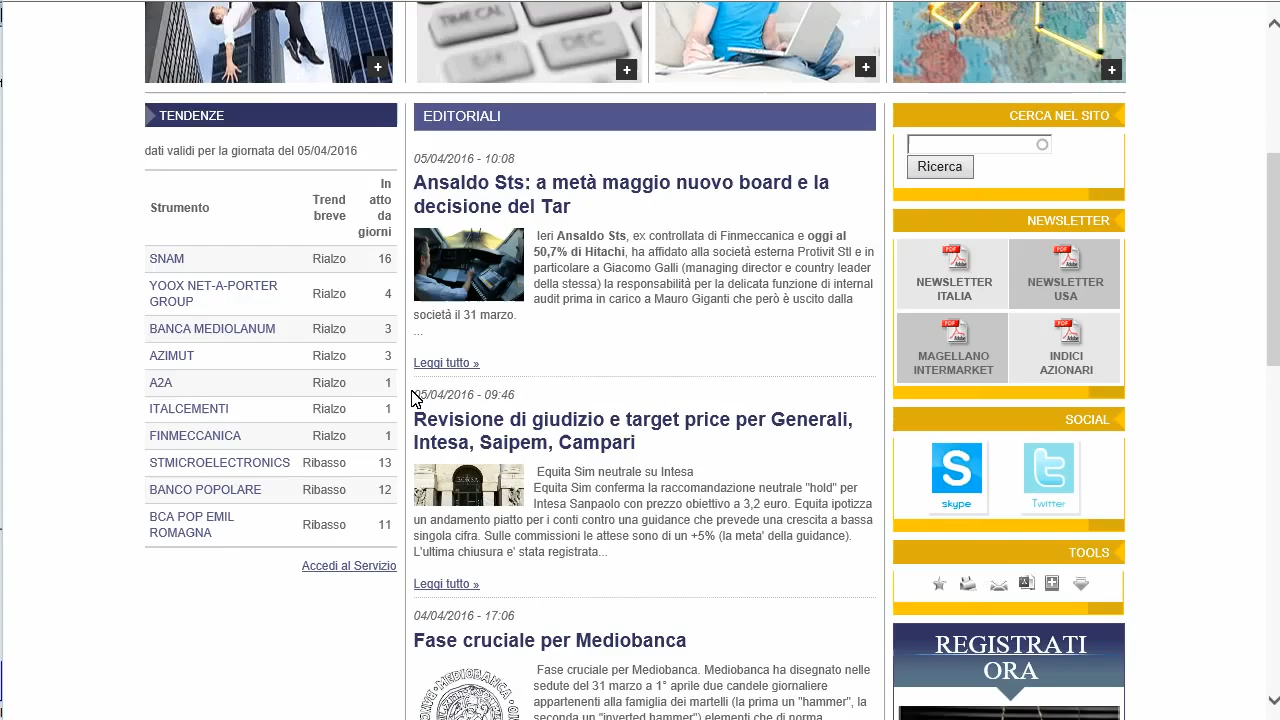 TIME CAL
DEC
+
+
+
+
TENDENZE
dati validi per la giornata del 05/04/2016
Strumento Trend breve In atto da giorni
SNAM Rialzo 16
YOOX NET-A-PORTER GROUP Rialzo 4
BANCA MEDIOLANUM Rialzo 3
AZIMUT Rialzo 3
A2A Rialzo 1
ITALCEMENTI Rialzo 1
FINMECCANICA Rialzo 1
STMICROELECTRONICS Ribasso 13
BANCO POPOLARE Ribasso 12
BCA POP EMIL ROMAGNA Ribasso 11
Accedi al Servizio
EDITORIALI
05/04/2016 - 10:08
Ansaldo Sts: a metà maggio nuovo board e la
decisione del Tar
Ieri Ansaldo Sts, ex controllata di Finmeccanica e oggi al
50,7% di Hitachi, ha affidato alla società esterna Protivit Stl e in
particolare a Giacomo Galli (managing director e country leader
della stessa) la responsabilità per la delicata funzione di internal
audit prima in carico a Mauro Giganti che però è uscito dalla
società il 31 marzo.
...
Leggi tutto »
05/04/2016 - 09:46
Revisione di giudizio e target price per Generali,
Intesa, Saipem, Campari
Equita Sim neutrale su Intesa
Equita Sim conferma la raccomandazione neutrale "hold" per
Intesa Sanpaolo con prezzo obiettivo a 3,2 euro. Equita ipotizza
un andamento piatto per i conti contro una guidance che prevede una crescita a bassa
singola cifra. Sulle commissioni le attese sono di un +5% (la meta' della guidance).
L'ultima chiusura e' stata registrata...
Leggi tutto »
04/04/2016 - 17:06
Fase cruciale per Mediobanca
Fase cruciale per Mediobanca. Mediobanca ha disegnato nelle
sedute del 31 marzo a 1° aprile due candele giornaliere
appartenenti alla famiglia dei martelli (la prima un "hammer", la
seconda un "inverted hammer") elementi che di norma
MEDIOBANCA
CERCA NEL SITO
Ricerca
NEWSLETTER
NEWSLETTER
ITALIA
NEWSLETTER
USA
MAGELLANO
INTERMARKET
INDICI
AZIONARI
SOCIAL
skype
Twitter
TOOLS
REGISTRATI
ORA